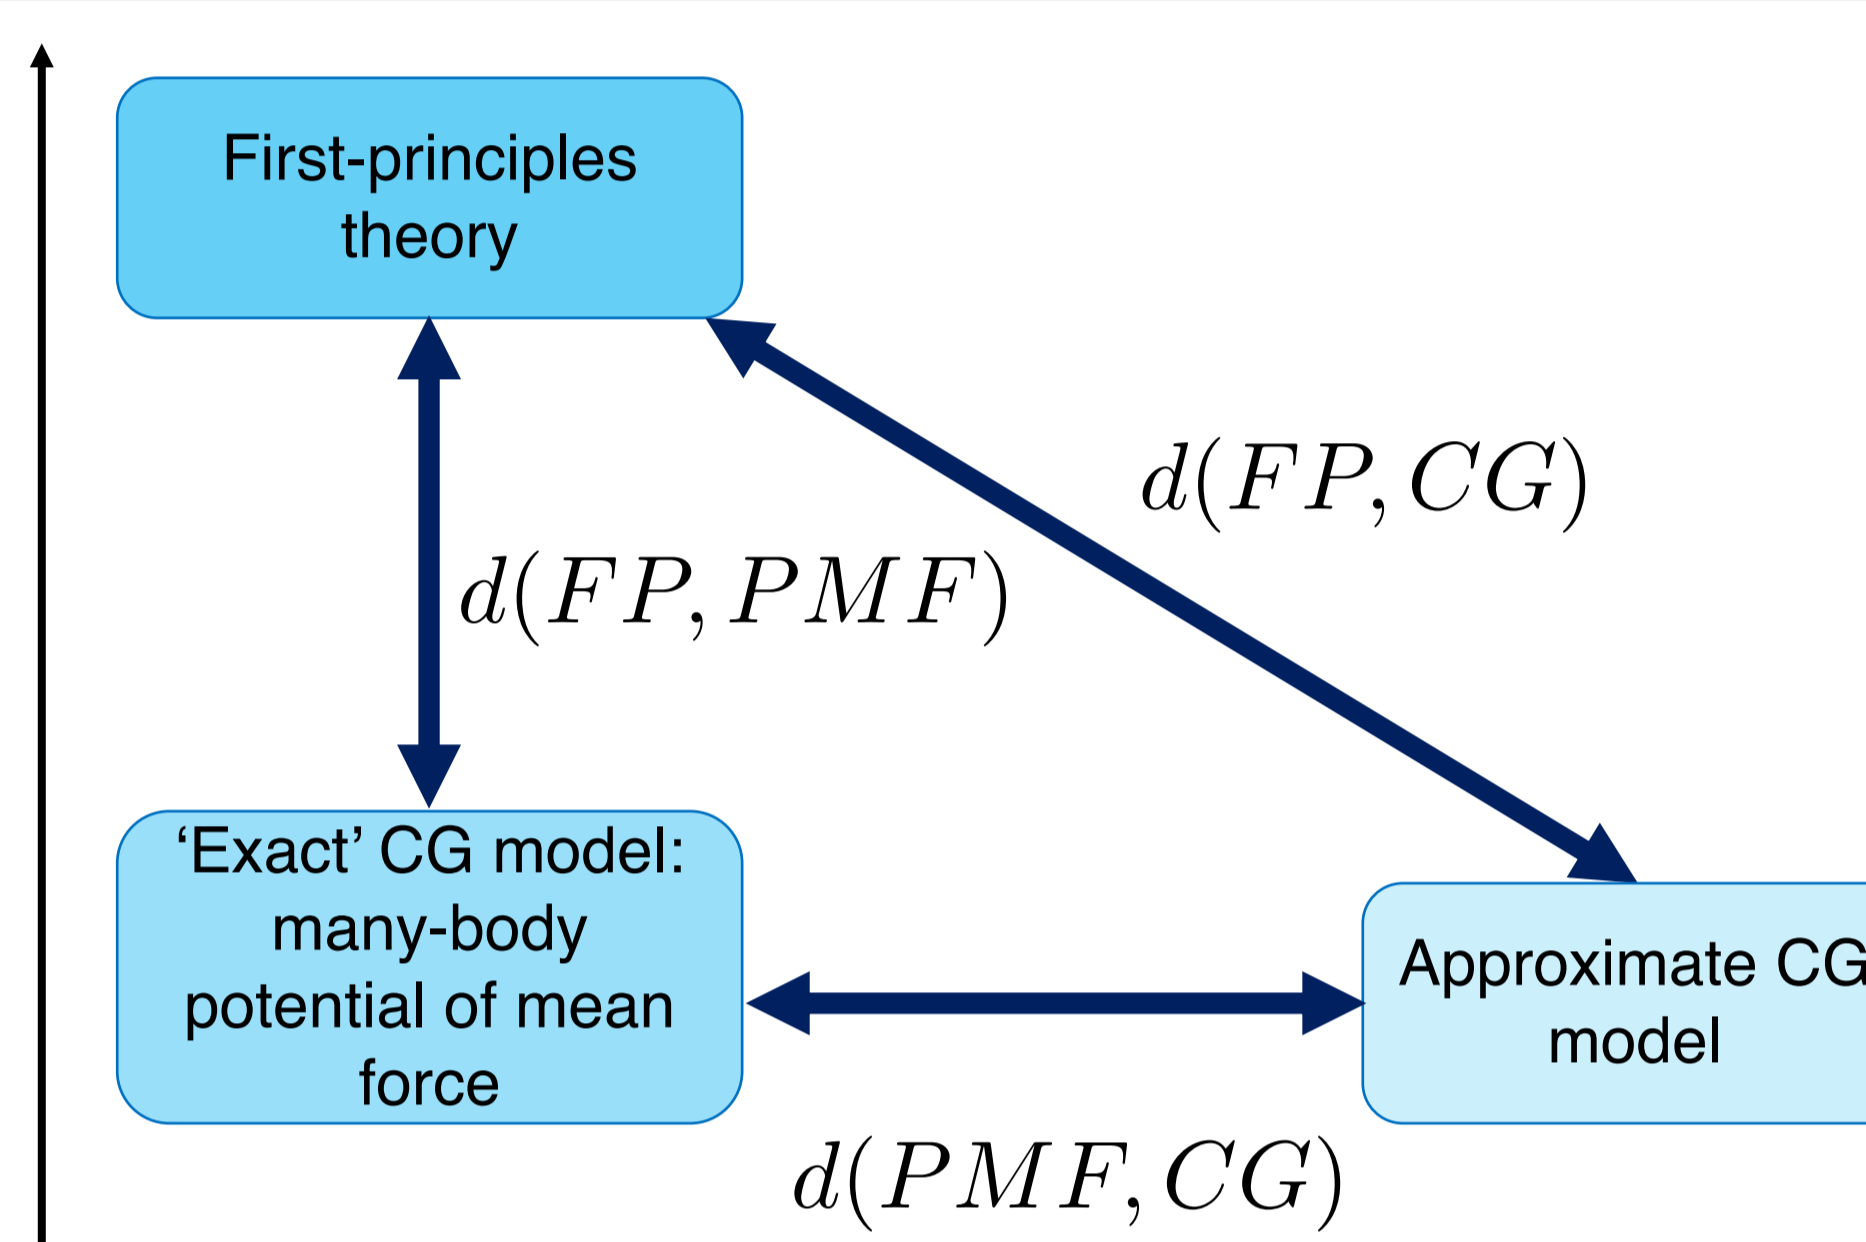 First-principles
theory
d(FP, CG)
d(FP, PMF)
‘Exact’ CG model:
many-body
potential of mean
force
Approximate CG
model
d(PMF, CG)